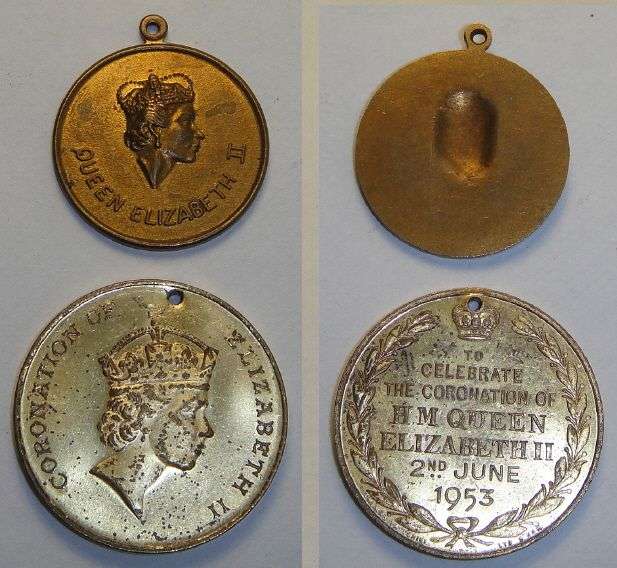 QUEEN ELIZABETH II
CORONATION OF
ELIZABETH II
TO
CELEBRATE
THE CORONATION OF
H M QUEEN
ELIZABETH II
2ND JUNE
1953